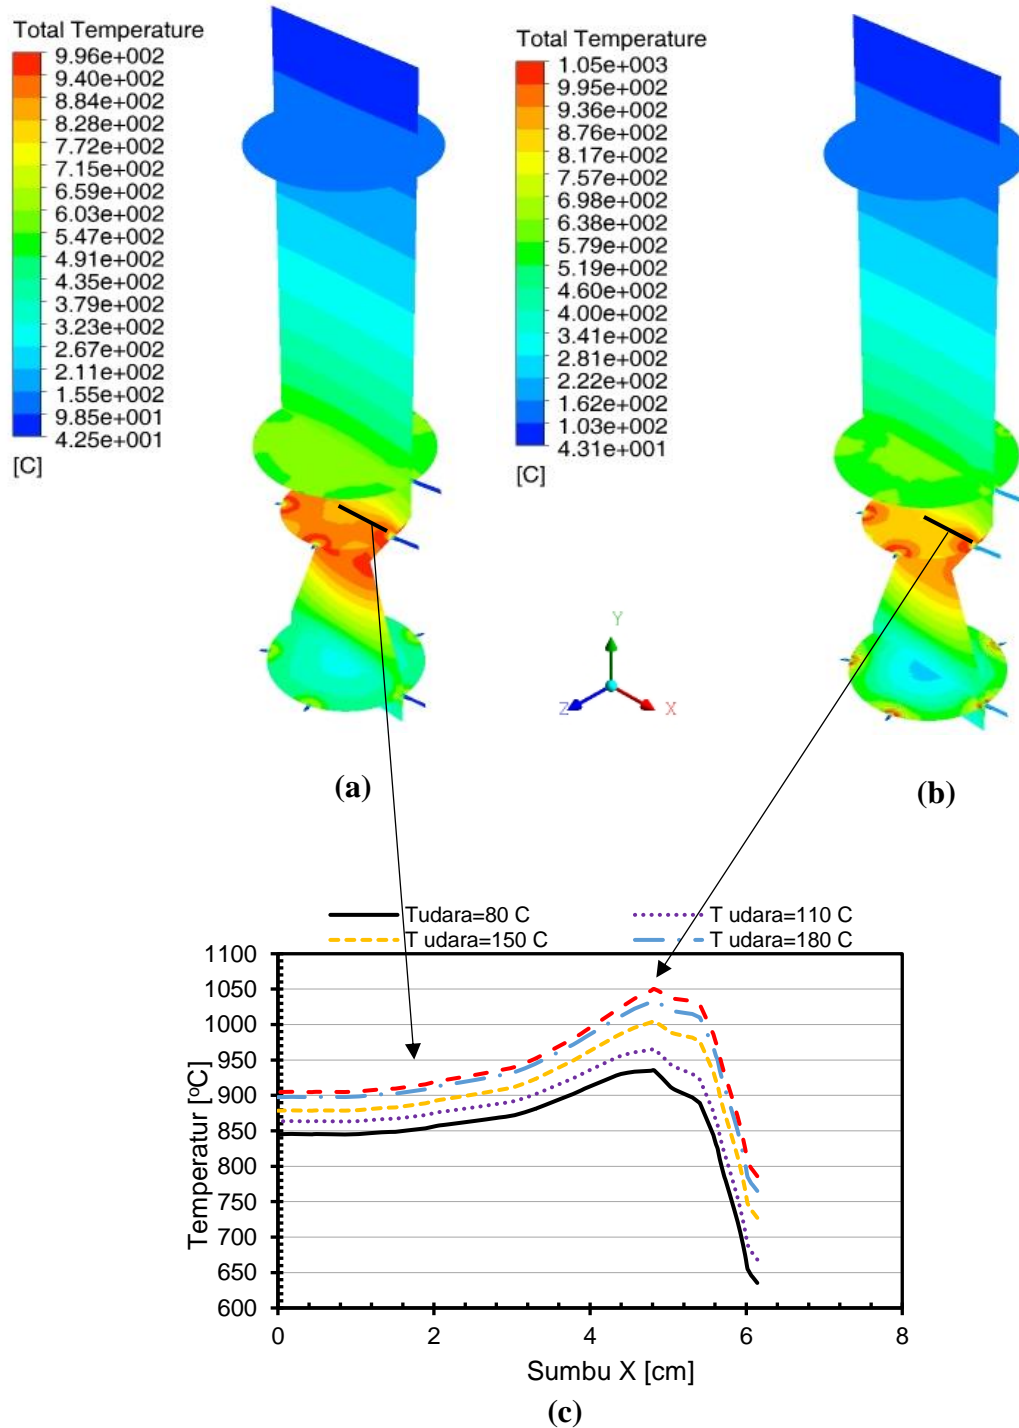 Total Temperature
9.96e+002
9.40e+002
8.84e+002
8.28e+002
7.72e+002
7.15e+002
6.59e+002
6.03e+002
5.47e+002
4.91e+002
4.35e+002
3.79e+002
3.23e+002
2.67e+002
2.11e+002
1.55e+002
9.85e+001
4.25e+001
[C]
Total Temperature
1.05e+003
9.95e+002
9.36e+002
8.76e+002
8.17e+002
7.57e+002
6.98e+002
6.38e+002
5.79e+002
5.19e+002
4.60e+002
4.00e+002
3.41e+002
2.81e+002
2.22e+002
1.62e+002
1.03e+002
4.31e+001
[C]
Y
Z
X
(a)
(b)
Tudara=80 C
T udara=110 C
T udara=150 C
T udara=180 C
Temperatur [ºC]
1100
1050
1000
950
900
850
800
750
700
650
600
0 2 4 6 8
Sumbu X [cm]
(c)